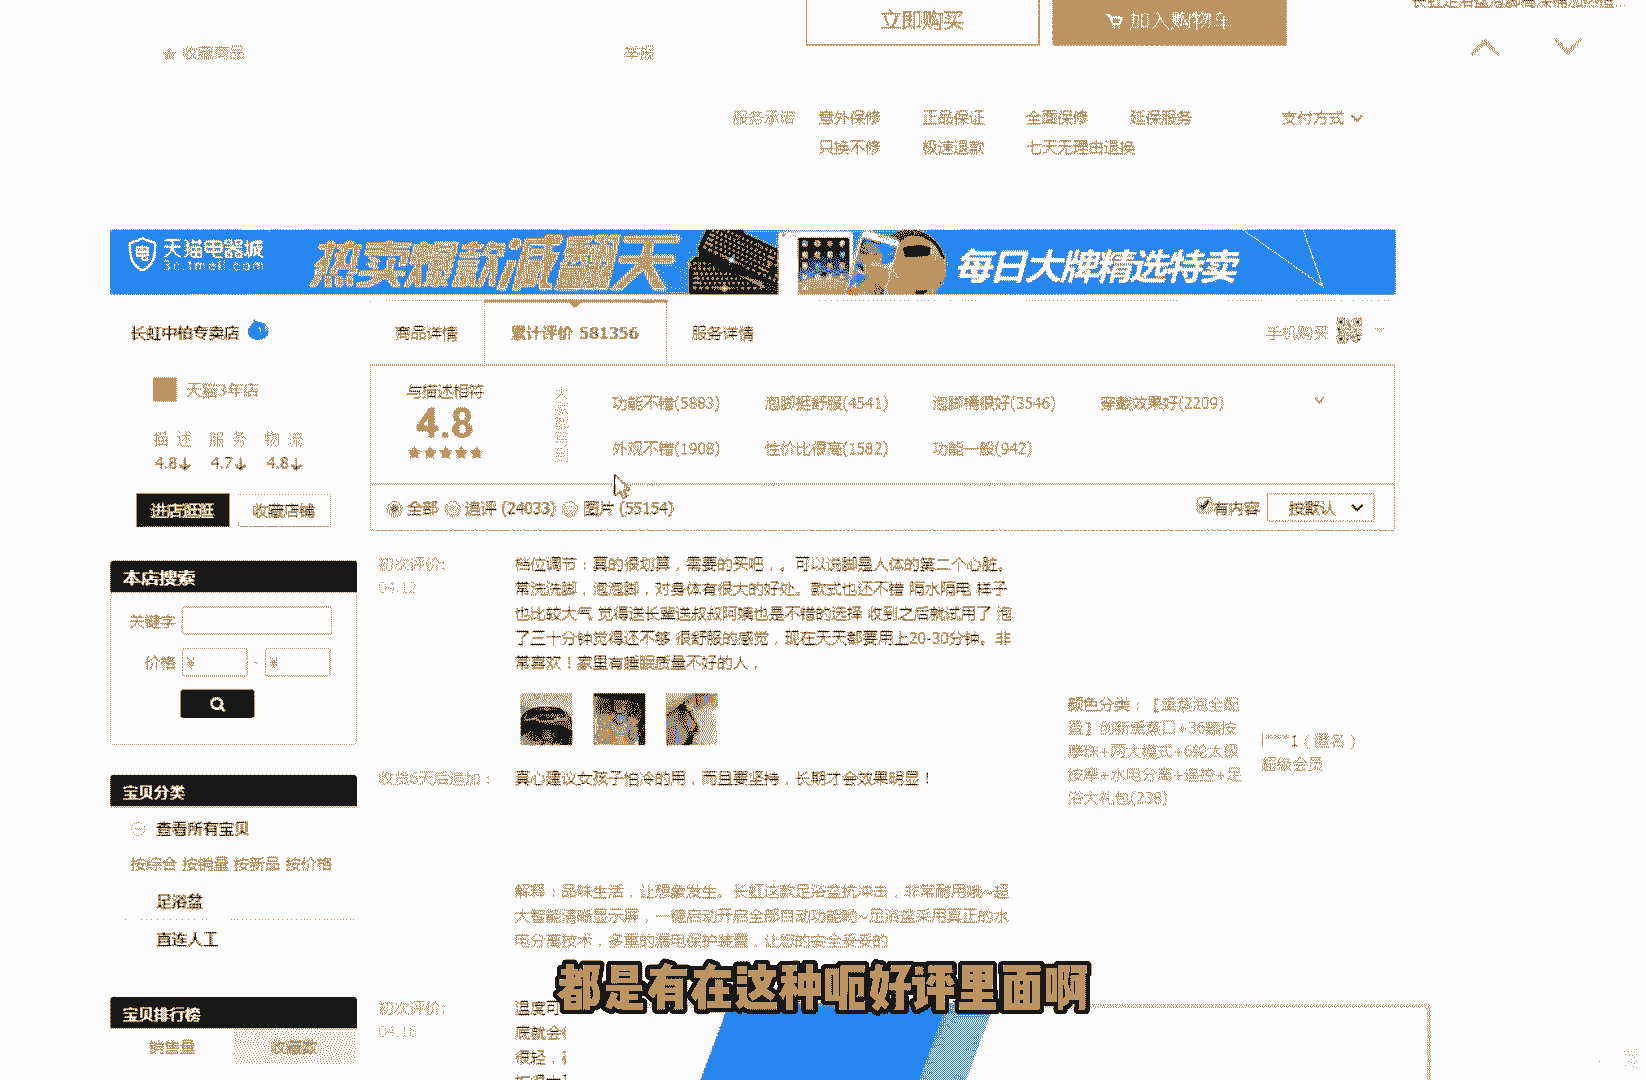 立即购买
加入购物车
收藏商品
举报
服务承诺 意外保修 正品保证 全国保修 延保服务 支付方式
只换不修 极速退款 七天无理由退换
天猫电器城
3c.tmall.com
热卖爆款减翻天
每日大牌精选特卖
长虹中柏专卖店
商品详情
累计评价 581356
服务详情
手机购买
天猫3年店
描述 服务 物流
4.8↓ 4.7↓ 4.8↓
进店逛逛
收藏店铺
与描述相符
4.8
功能不错(5883) 泡脚挺舒服(4541) 泡脚桶很好(3546) 穿戴效果好(2209)
外观不错(1908) 性价比很高(1582) 功能一般(942)
全部 追评 (24033) 图片 (55154)
有内容
按默认
本店搜索
关键字
价格 ¥ - ¥
初次评价:
04.12
档位调节：真的很划算，需要的买吧，。可以说脚是人体的第二个心脏。
常洗洗脚，泡泡脚，对身体有很大的好处。款式也还不错 隔水隔电 样子
也比较大气 觉得送长辈送叔叔阿姨也是不错的选择 收到之后就试用了 泡
了三十分钟觉得还不够 很舒服的感觉，现在天天都要用上20-30分钟。非
常喜欢！家里有睡眠质量不好的人，
收货6天后追加：
真心建议女孩子怕冷的用，而且要坚持，长期才会效果明显！
颜色分类：【熏蒸泡全配
置】创新熏蒸口+36颗按
摩珠+两大模式+6轮太极
按摩+水电分离+遥控+足
浴大礼包(238)
l****1（匿名）
超级会员
解释：品味生活，让想象发生。长虹这款足浴盆抗冲击，非常耐用哦~超
大智能清晰显示屏，一键启动开启全部自动功能哟~足浴盆采用真正的水
电分离技术，多重的漏电保护装置，让您的安全妥妥的
宝贝分类
查看所有宝贝
按综合 按销量 按新品 按价格
足浴盆
直连人工
宝贝排行榜
销售量
收藏数
初次评价:
04.16
温度可
底就会
很轻，
都是有在这种呃好评里面啊